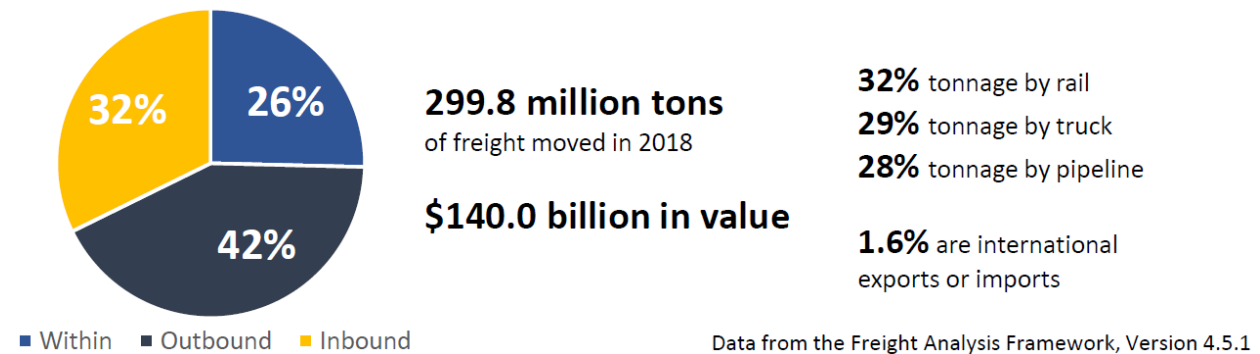 32%
26%
42%
Within Outbound Inbound
299.8 million tons
of freight moved in 2018
$140.0 billion in value
32% tonnage by rail
29% tonnage by truck
28% tonnage by pipeline
1.6% are international
exports or imports
Data from the Freight Analysis Framework, Version 4.5.1